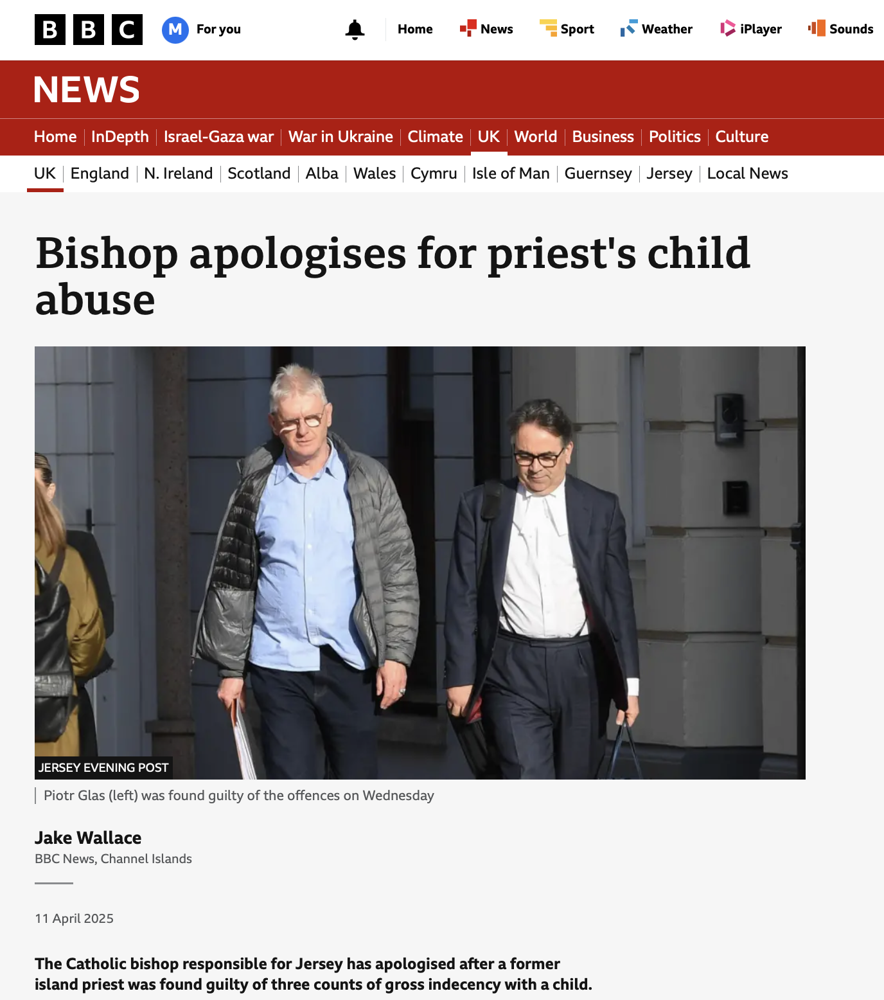 BBC
M For you
Home News Sport Weather iPlayer Sounds
NEWS
Home InDepth Israel-Gaza war War in Ukraine Climate UK World Business Politics Culture
UK England N. Ireland Scotland Alba Wales Cymru Isle of Man Guernsey Jersey Local News
Bishop apologises for priest's child
abuse
JERSEY EVENING POST
Piotr Glas (left) was found guilty of the offences on Wednesday
Jake Wallace
BBC News, Channel Islands
11 April 2025
The Catholic bishop responsible for Jersey has apologised after a former
island priest was found guilty of three counts of gross indecency with a child.